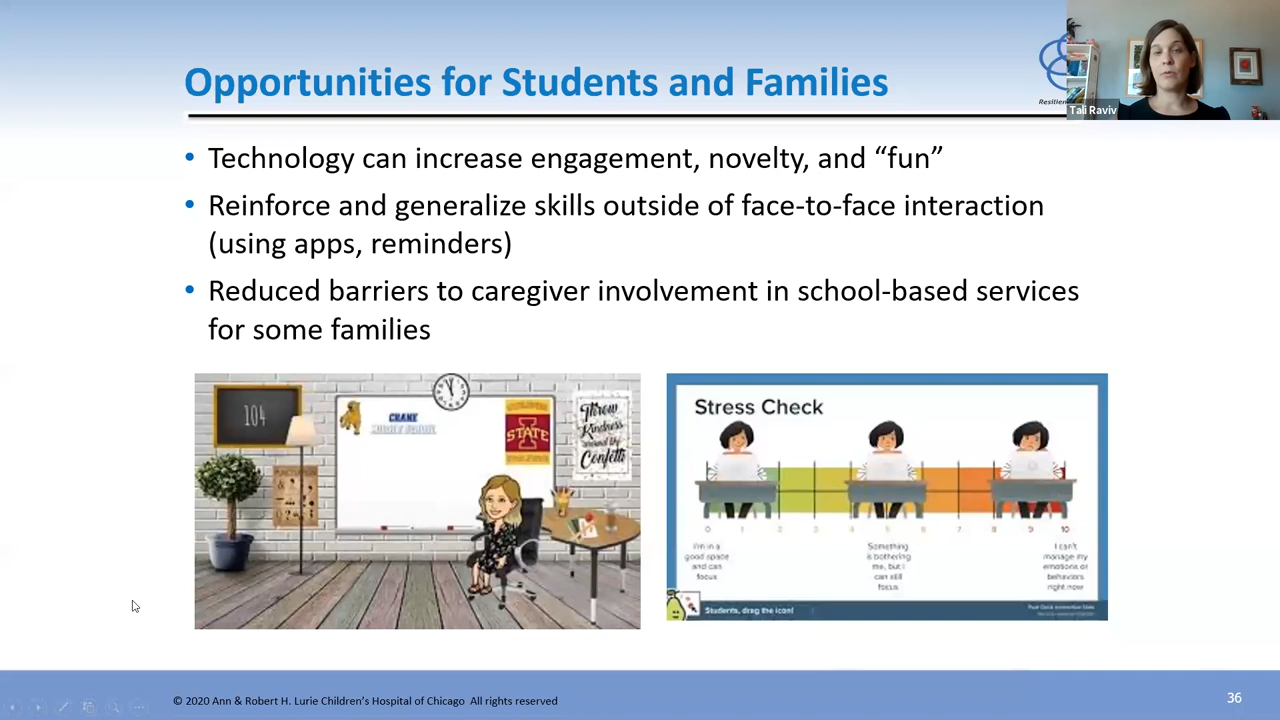 Opportunities for Students and Families
Resilien
Tali Raviv
• Technology can increase engagement, novelty, and “fun”
• Reinforce and generalize skills outside of face-to-face interaction
(using apps, reminders)
• Reduced barriers to caregiver involvement in school-based services
for some families
104
CRANE
STATE
Throw
Kindness
around like
Confetti
Stress Check
0 1 2 3 4 5 6 7 8 9 10
I'm in a
good space
and can
focus
Something
is bothering
me, but I
can still
focus
I can't
manage my
emotions or
behaviors
right now
Students, drag the icon!
© 2020 Ann & Robert H. Lurie Children’s Hospital of Chicago All rights reserved
36